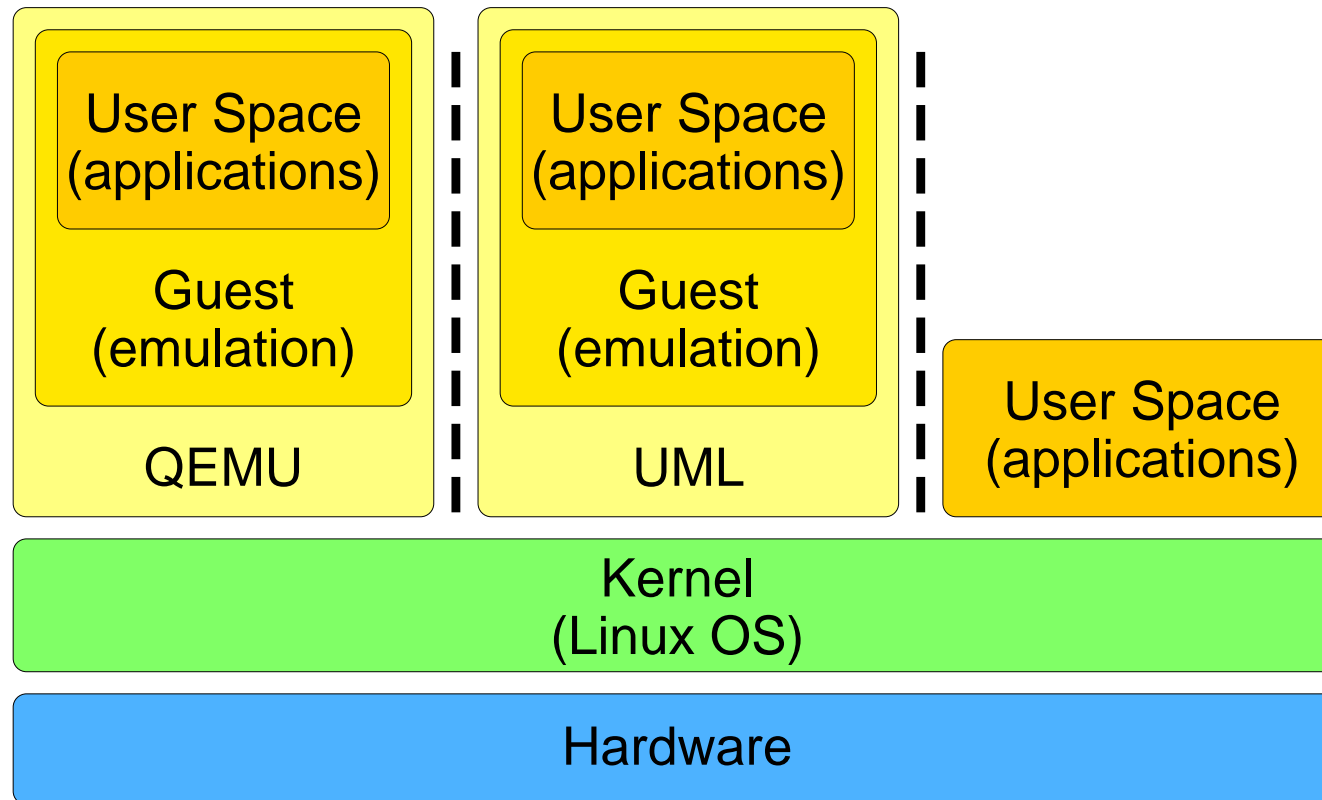 User Space
(applications)
Guest
(emulation)
QEMU
User Space
(applications)
Guest
(emulation)
UML
User Space
(applications)
Kernel
(Linux OS)
Hardware